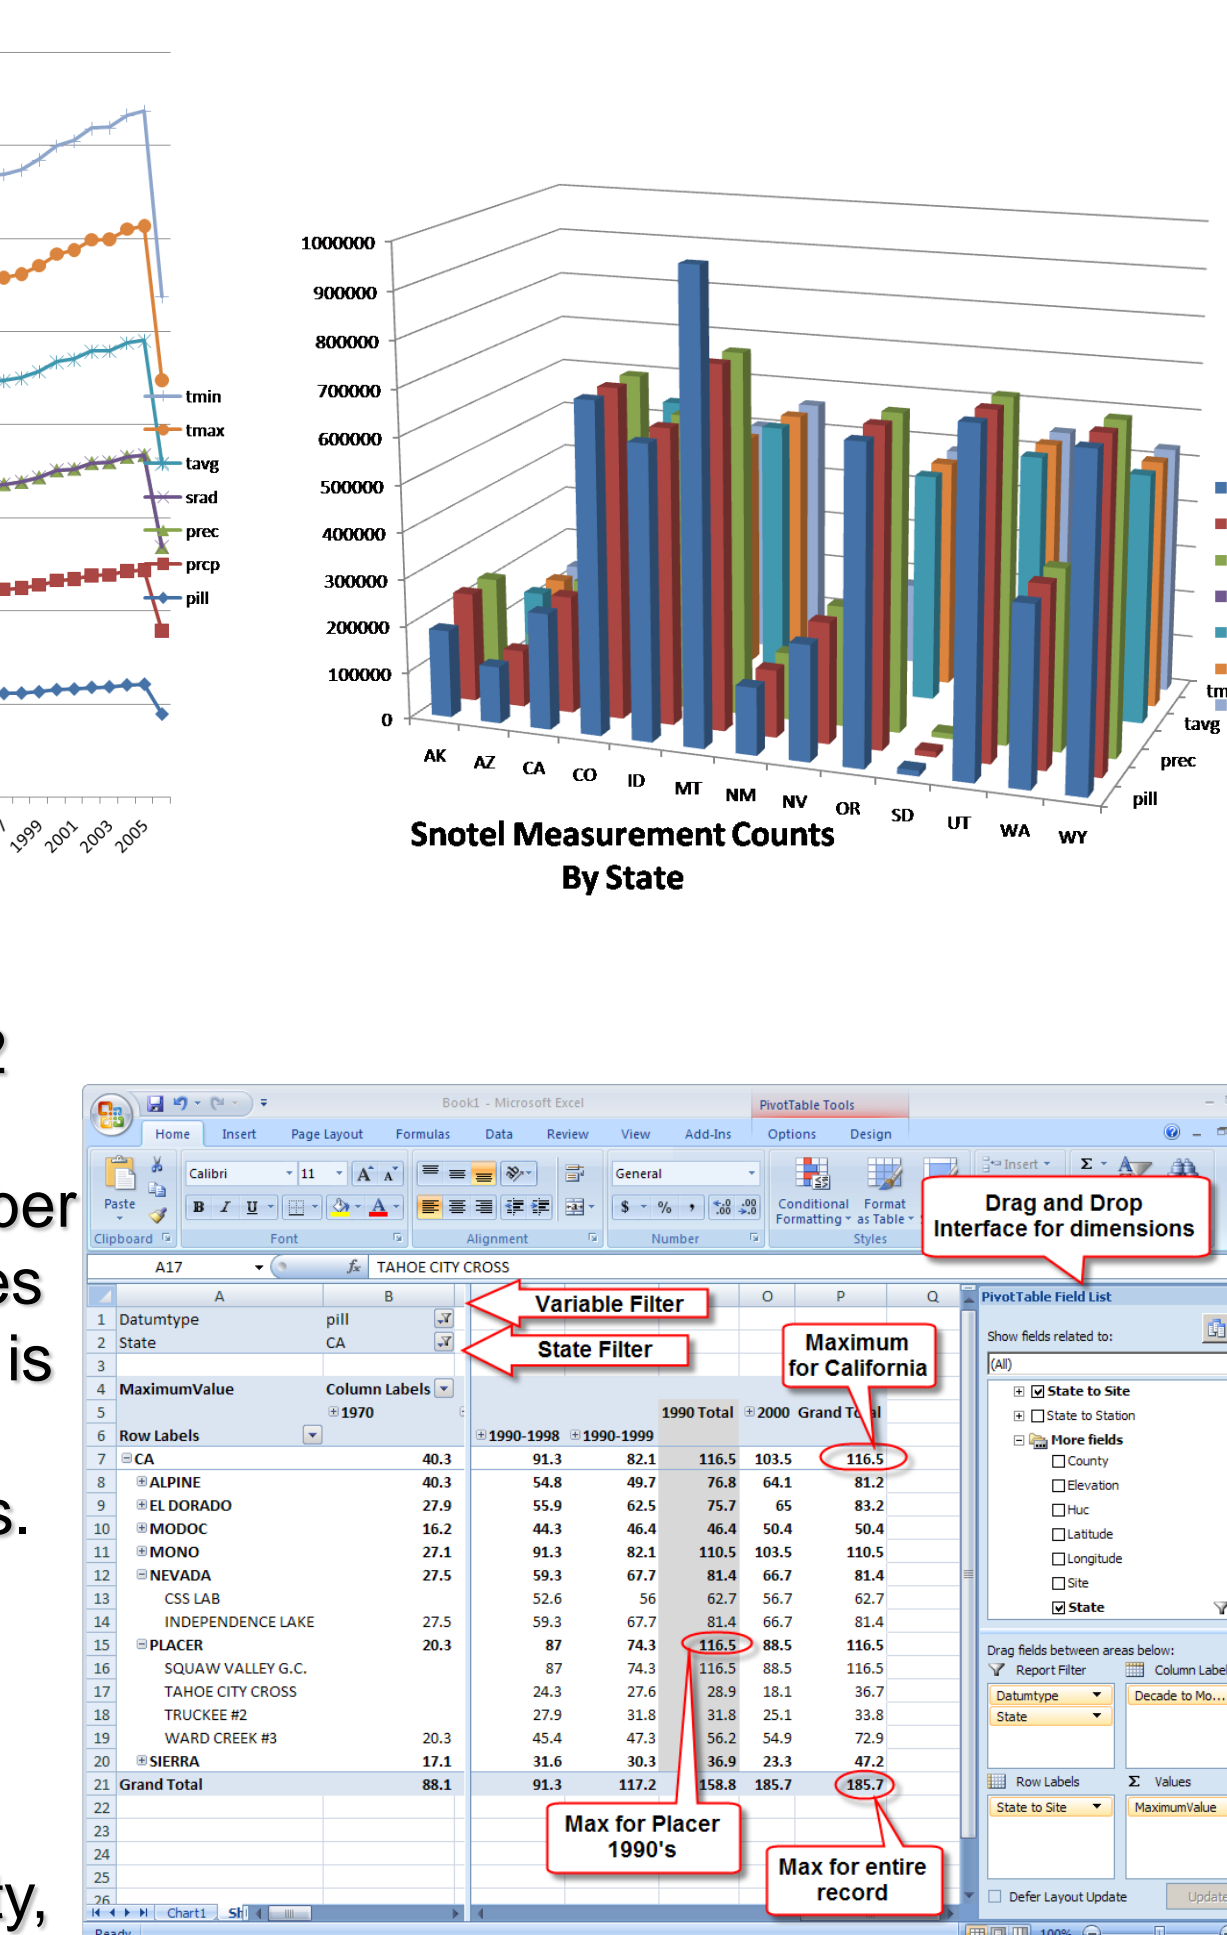 tmin
tmax
tavg
srad
prec
prcp
pill
1999
2001
2003
2005
1000000
900000
800000
700000
600000
500000
400000
300000
200000
100000
0
AK
AZ
CA
CO
ID
MT
NM
NV
OR
SD
UT
WA
WY
pill
prec
tavg
Snotel Measurement Counts
By State
2
per
es
is
s.
ty,
Book1 - Microsoft Excel
PivotTable Tools
Home Insert Page Layout Formulas Data Review View Add-Ins Options Design
Paste
Calibri 11
General
Insert
Σ
B I U
$ % ,
Conditional Formatting
Format as Table
Clipboard Font Alignment Number Styles
Drag and Drop
Interface for dimensions
A17 fx TAHOE CITY CROSS
A B O P Q
1 Datumtype pill
2 State CA
3
4 MaximumValue Column Labels
5 1970 1990 Total 2000 Grand Total
6 Row Labels 1990-1998 1990-1999
7 CA 40.3 91.3 82.1 116.5 103.5 116.5
8 ALPINE 40.3 54.8 49.7 76.8 64.1 81.2
9 EL DORADO 27.9 55.9 62.5 75.7 65 83.2
10 MODOC 16.2 44.3 46.4 46.4 50.4 50.4
11 MONO 27.1 91.3 82.1 110.5 103.5 110.5
12 NEVADA 27.5 59.3 67.7 81.4 66.7 81.4
13 CSS LAB 52.6 56 62.7 56.7 62.7
14 INDEPENDENCE LAKE 27.5 59.3 67.7 81.4 66.7 81.4
15 PLACER 20.3 87 74.3 116.5 88.5 116.5
16 SQUAW VALLEY G.C. 87 74.3 116.5 88.5 116.5
17 TAHOE CITY CROSS 24.3 27.6 28.9 18.1 36.7
18 TRUCKEE #2 27.9 31.8 31.8 25.1 33.8
19 WARD CREEK #3 20.3 45.4 47.3 56.2 54.9 72.9
20 SIERRA 17.1 31.6 30.3 36.9 23.3 47.2
21 Grand Total 88.1 91.3 117.2 158.8 185.7 185.7
22
23
24
25
26
Variable Filter
State Filter
Maximum
for California
Max for Placer
1990's
Max for entire
record
Chart1
Ready
PivotTable Field List
Show fields related to:
(All)
State to Site
State to Station
More fields
County
Elevation
Huc
Latitude
Longitude
Site
State
Drag fields between areas below:
Report Filter Column Label
Datumtype Decade to Mo...
State
Row Labels Σ Values
State to Site MaximumValue
Defer Layout Update Update
100%